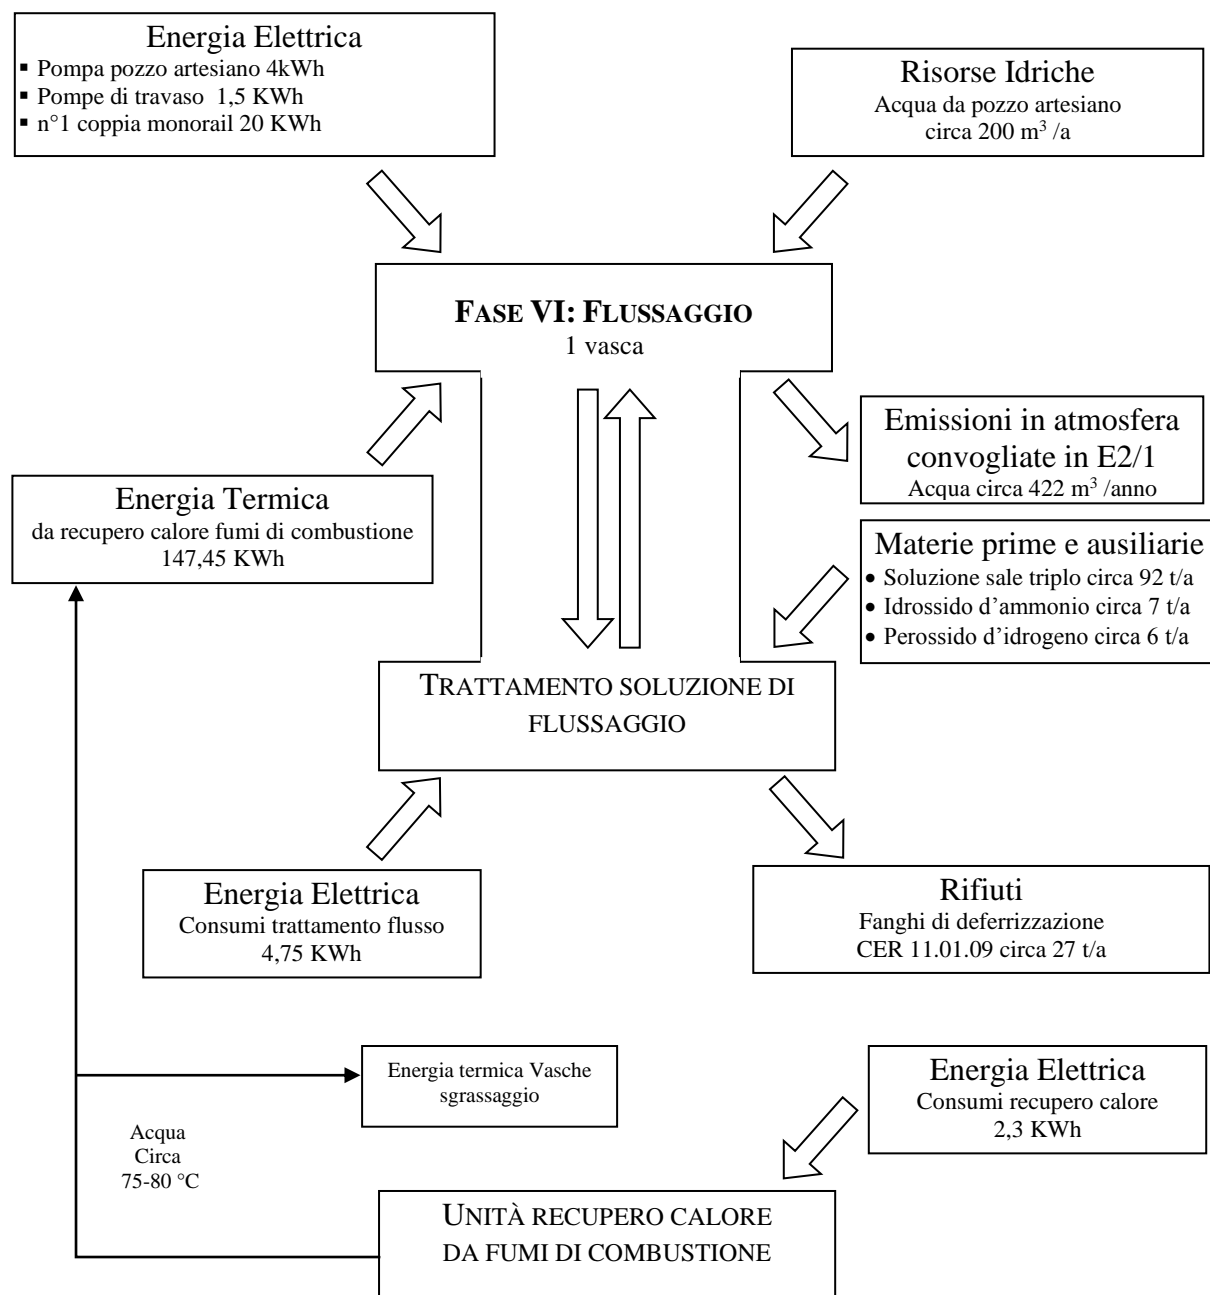 Energia Elettrica
▪ Pompa pozzo artesiano 4kWh
▪ Pompe di travaso 1,5 KWh
▪ n°1 coppia monorail 20 KWh
Risorse Idriche
Acqua da pozzo artesiano
circa 200 m³ /a
FASE VI: FLUSSAGGIO
1 vasca
Emissioni in atmosfera
convogliate in E2/1
Acqua circa 422 m³ /anno
Energia Termica
da recupero calore fumi di combustione
147,45 KWh
Materie prime e ausiliarie
• Soluzione sale triplo circa 92 t/a
• Idrossido d’ammonio circa 7 t/a
• Perossido d’idrogeno circa 6 t/a
TRATTAMENTO SOLUZIONE DI
FLUSSAGGIO
Energia Elettrica
Consumi trattamento flusso
4,75 KWh
Rifiuti
Fanghi di deferrizzazione
CER 11.01.09 circa 27 t/a
Energia termica Vasche
sgrassaggio
Energia Elettrica
Consumi recupero calore
2,3 KWh
Acqua
Circa
75-80 °C
UNITÀ RECUPERO CALORE
DA FUMI DI COMBUSTIONE